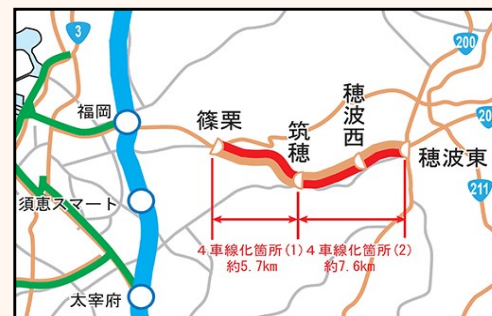 3
200
福岡
篠栗
筑穂
穂波西
20
穂波東
211
須恵スマート
4車線化箇所(1)
約5.7km
4車線化箇所(2)
約7.6km
太宰府